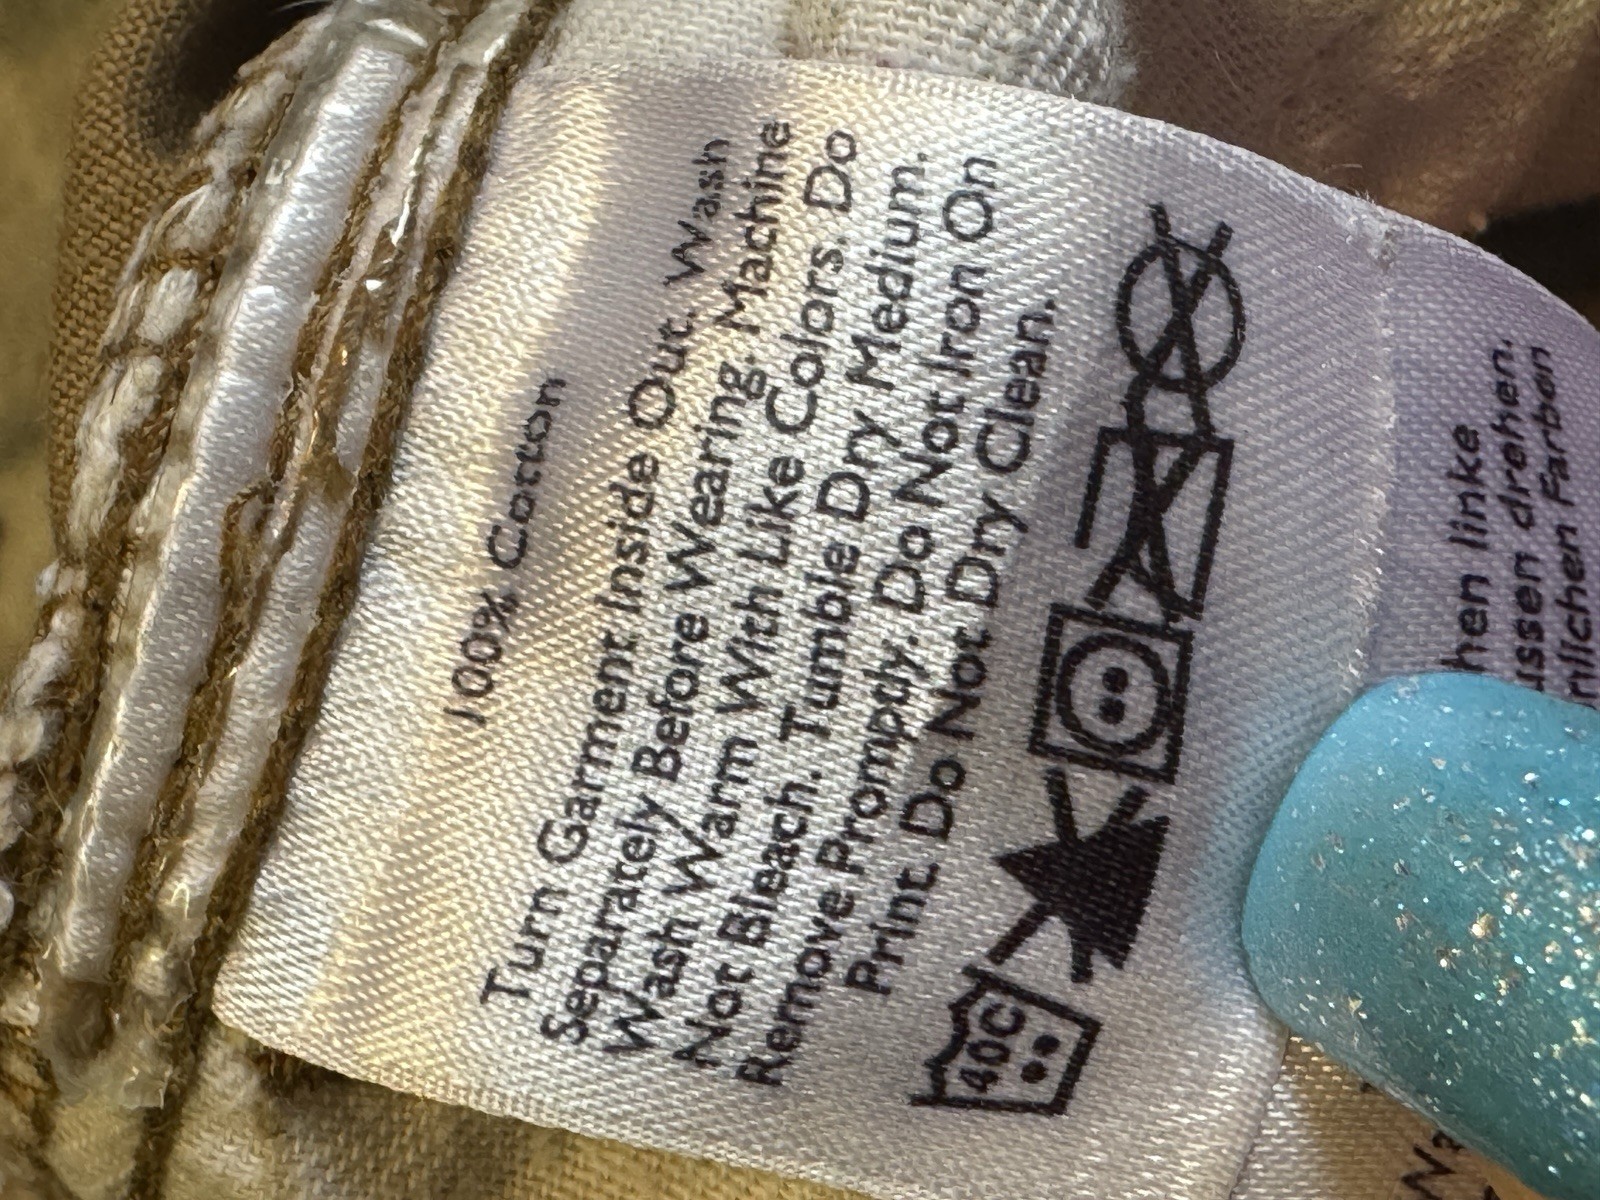 100% Cotton
Turn Garment Inside Out. Wash
Separately Before Wearing. Machine
Wash Warm With Like Colors. Do
Not Bleach. Tumble Dry Medium.
Remove Promptly. Do Not Iron On
Print Do Not Dry Clean.
40C
hen linke
ussen drehen.
nlichen Farben